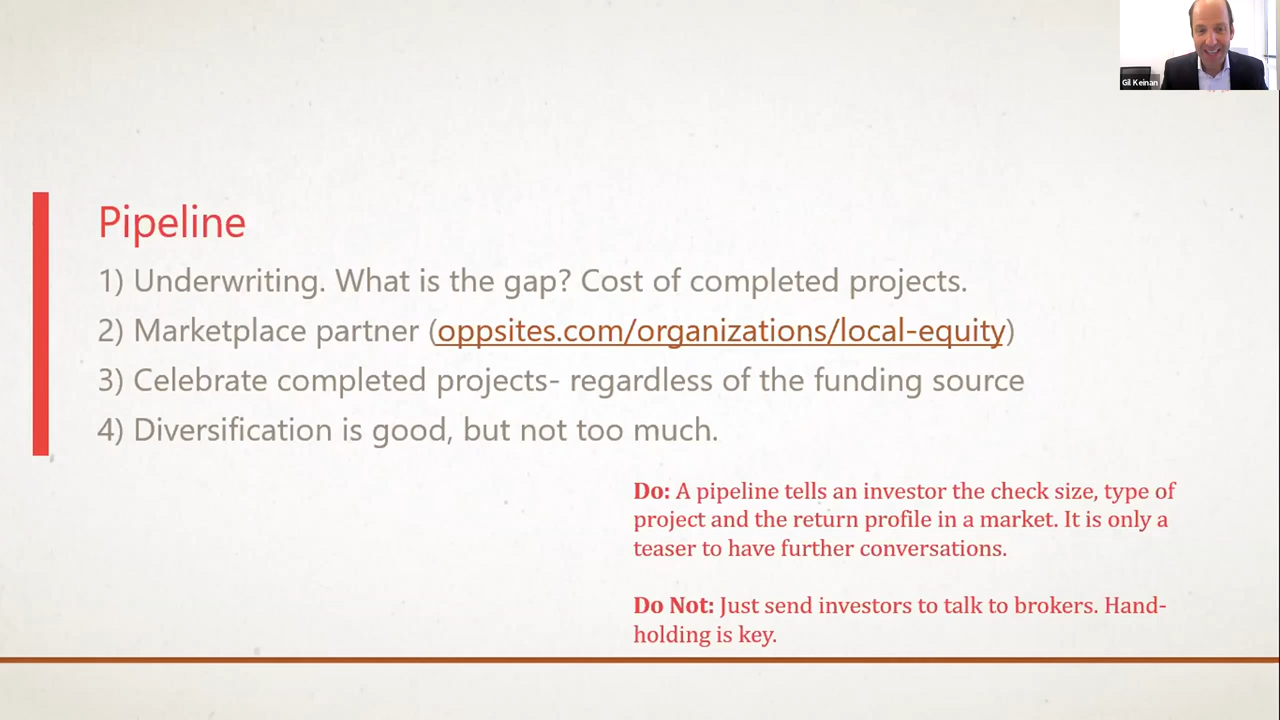 Gil Keinan
Pipeline
1) Underwriting. What is the gap? Cost of completed projects.
2) Marketplace partner (oppsites.com/organizations/local-equity)
3) Celebrate completed projects- regardless of the funding source
4) Diversification is good, but not too much.
Do: A pipeline tells an investor the check size, type of
project and the return profile in a market. It is only a
teaser to have further conversations.
Do Not: Just send investors to talk to brokers. Hand-
holding is key.